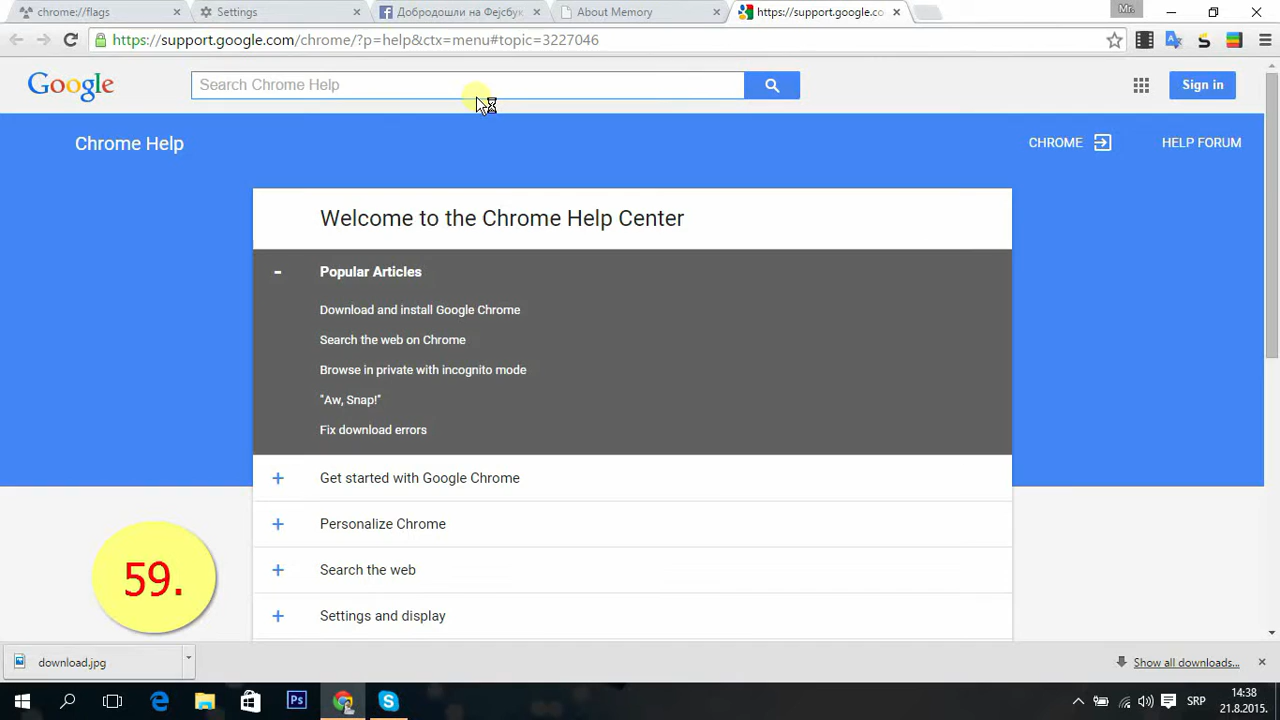 chrome://flags
Settings
Добродошли на Фејсбук
About Memory
https://support.google.co
Mn
https://support.google.com/chrome/?p=help&ctx=menu#topic=3227046
Google
Search Chrome Help
Sign in
Chrome Help
CHROME
HELP FORUM
Welcome to the Chrome Help Center
- Popular Articles
Download and install Google Chrome
Search the web on Chrome
Browse in private with incognito mode
"Aw, Snap!"
Fix download errors
+ Get started with Google Chrome
+ Personalize Chrome
+ Search the web
+ Settings and display
59.
download.jpg
Show all downloads...
Ps
SRP
14:38
21.8.2015.